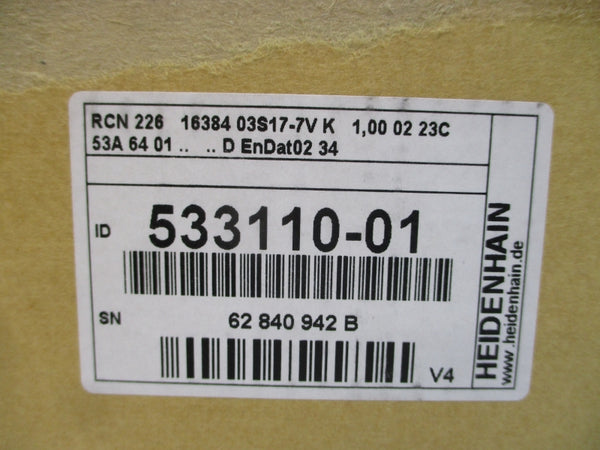 RCN 226 16384 03S17-7V K 1,00 02 23C
53A 64 01 .. .. D EnDat02 34
ID 533110-01
SN 62 840 942 B
V4
HEIDENHAIN
www.heidenhain.de